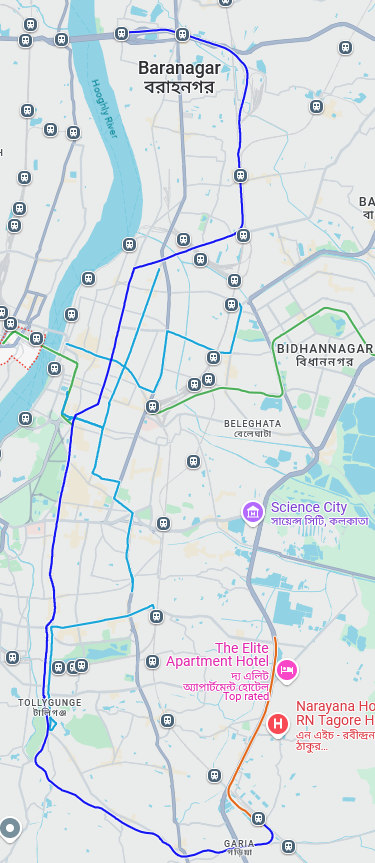 Baranagar
বরাহনগর
Hooghly River
H
BA
বা
BIDHANNAGAR
বিধাননগর
BELEGHATA
বেলেঘাটা
Science City
সায়েন্স সিটি, কলকাতা
The Elite
Apartment Hotel
দ্য এলিট
অ্যাপার্টমেন্ট হোটেল
Top rated
Narayana Ho
RN Tagore H
এন এইচ - রবীন্দ্রন
ঠাকুর...
H
TOLLYGUNGE
টালিগঞ্জ
GARIA
গড়িয়া